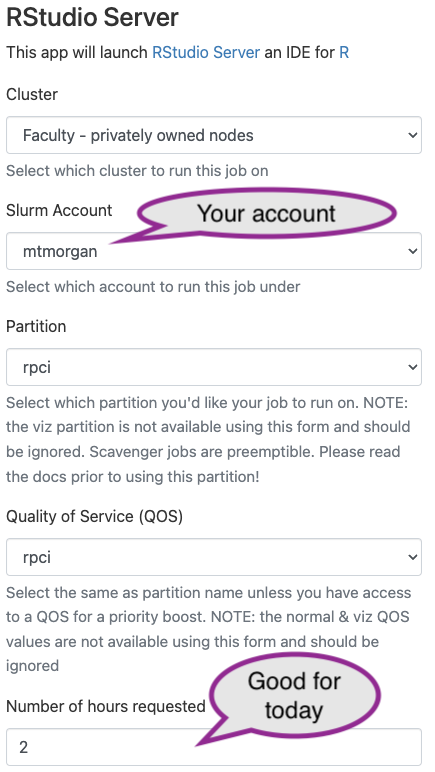 RStudio Server
This app will launch RStudio Server an IDE for R
Cluster
Faculty - privately owned nodes
Select which cluster to run this job on
Slurm Account
Your account
mtmorgan
Select which account to run this job under
Partition
rpci
Select which partition you'd like your job to run on. NOTE:
the viz partition is not available using this form and should
be ignored. Scavenger jobs are preemptible. Please read
the docs prior to using this partition!
Quality of Service (QOS)
rpci
Select the same as partition name unless you have access
to a QOS for a priority boost. NOTE: the normal & viz QOS
values are not available using this form and should be
ignored
Number of hours requested
Good for
today
2